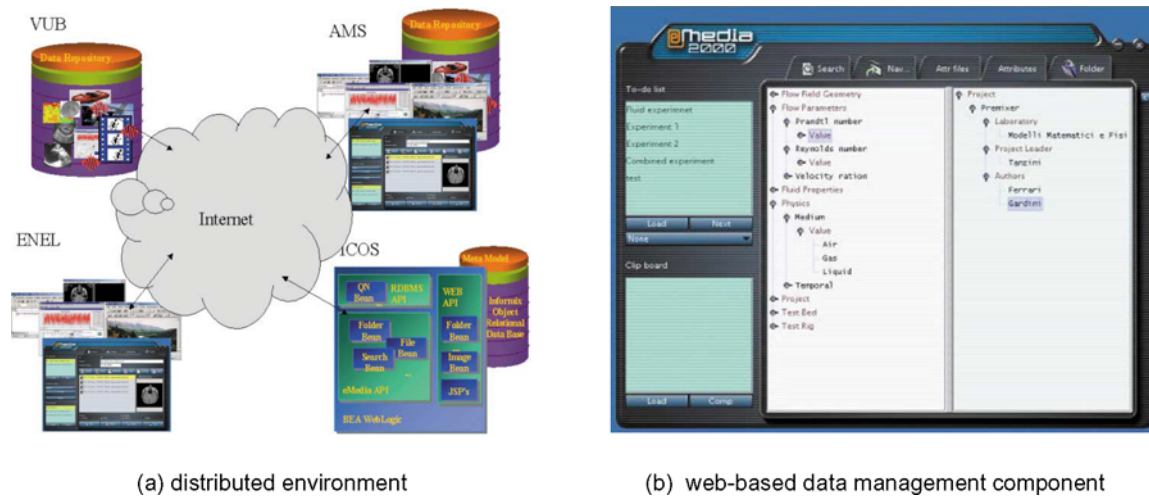 VUB
Data Repository
AMS
Data Repository
Internet
ENEL
ICOS
QN Bean
RDBMS API
WEB API
Folder Bean
File Bean
Search Bean
eMedia API
BEA WebLogic
Folder Bean
Image Bean
JSP's
Meta Model
Informix
Object
Relational
Data Base
(a) distributed environment
eMedia
2000
Search
Nav...
Attr files
Attributes
Folder
To-do list
Fluid experimnet
Experiment 1
Experiment 2
Combined experiment
test
Load Next
None
Clip board
Load Comp
Flow Field Geometry
Flow Parameters
Prandtl number
Value
Raynolds number
Value
Velocity ration
Fluid Properties
Physics
Medium
Value
Air
Gas
Liquid
Temporal
Project
Test Bed
Test Rig
Project
Premixer
Laboratory
Modelli Matematici e Fisi
Project Leader
Tanzini
Authors
Ferrari
Gardini
(b) web-based data management component